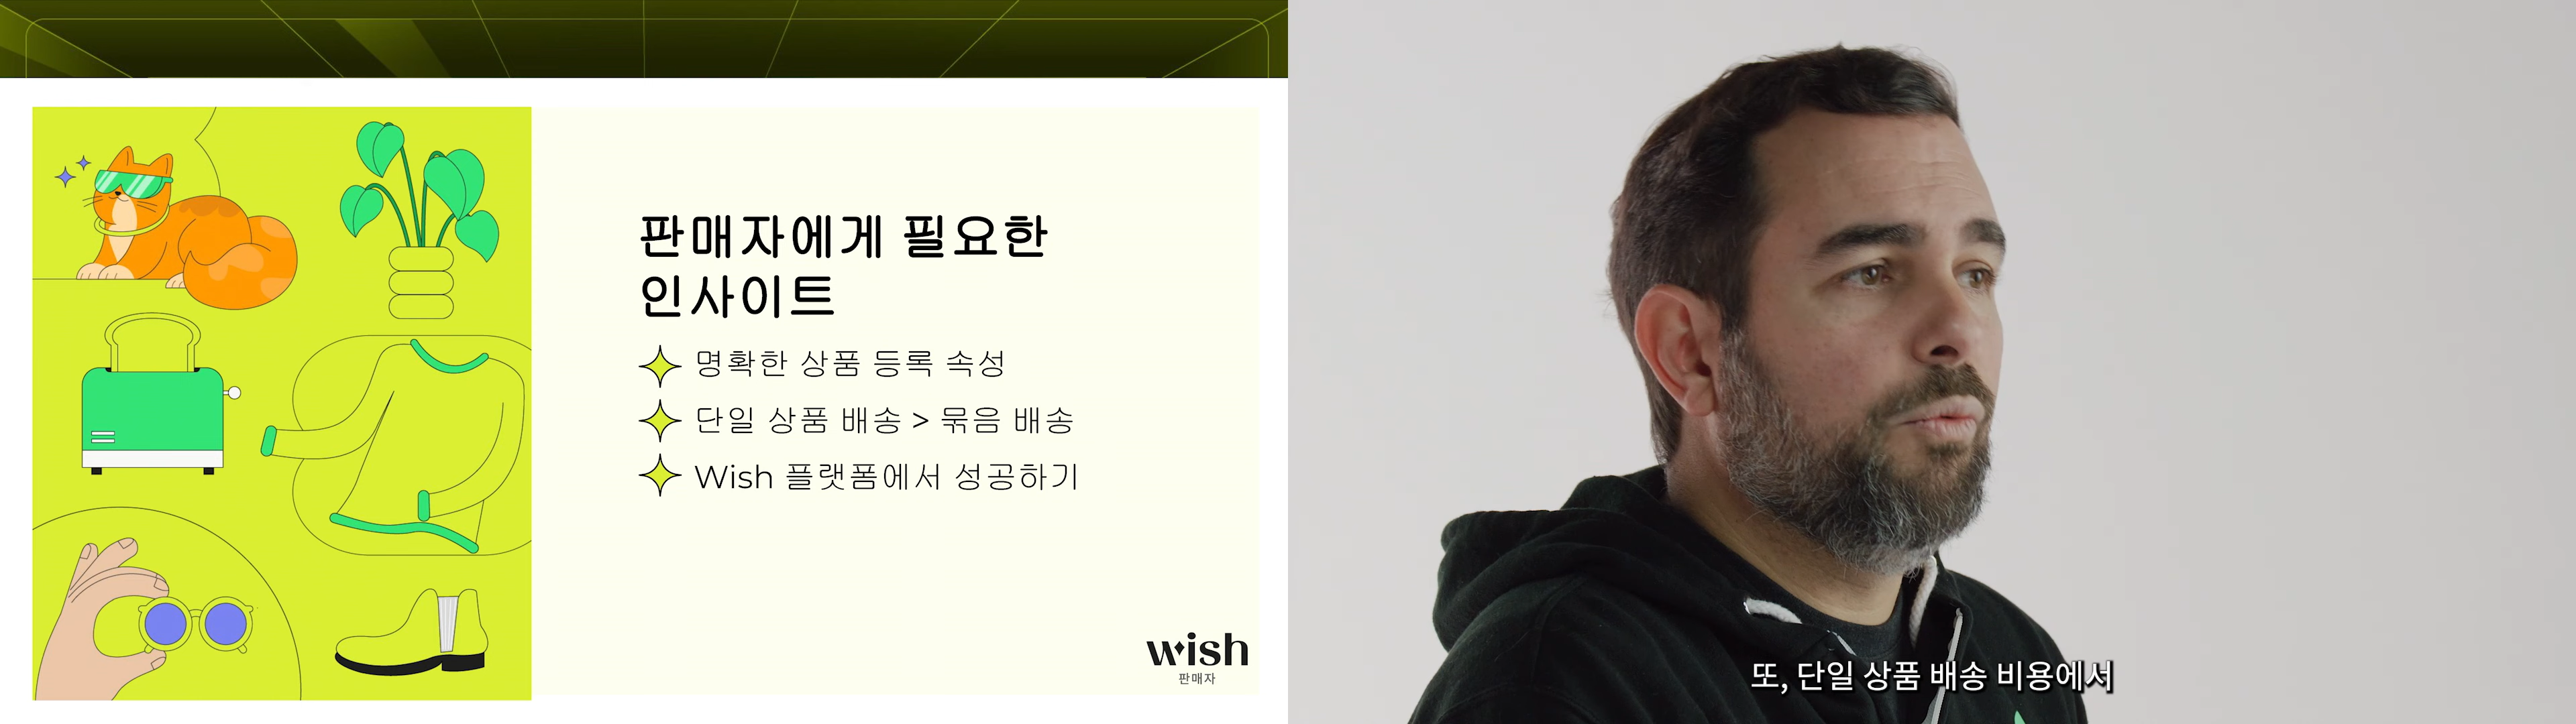 판매자에게 필요한
인사이트
명확한 상품 등록 속성
단일 상품 배송 > 묶음 배송
Wish 플랫폼에서 성공하기
wish
판매자
또, 단일 상품 배송 비용에서